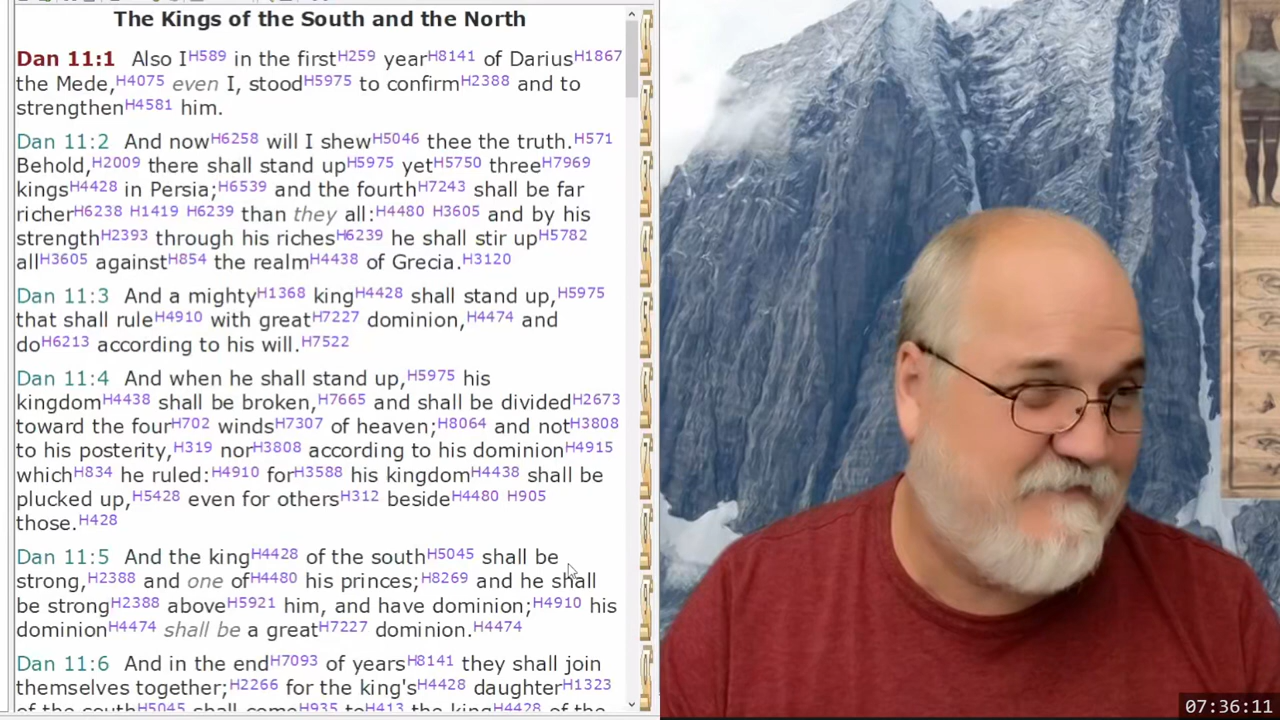 The Kings of the South and the North
Dan 11:1 Also IH589 in the firstH259 yearH8141 of DariusH1867
the Mede,H4075 even I, stoodH5975 to confirmH2388 and to
strengthenH4581 him.
Dan 11:2 And nowH6258 will I shewH5046 thee the truth.H571
Behold,H2009 there shall stand upH5975 yetH5750 threeH7969
kingsH4428 in Persia;H6539 and the fourthH7243 shall be far
richerH6238 H1419 H6239 than they all:H4480 H3605 and by his
strengthH2393 through his richesH6239 he shall stir upH5782
allH3605 againstH854 the realmH4438 of Grecia.H3120
Dan 11:3 And a mightyH1368 kingH4428 shall stand up,H5975
that shall ruleH4910 with greatH7227 dominion,H4474 and
doH6213 according to his will.H7522
Dan 11:4 And when he shall stand up,H5975 his
kingdomH4438 shall be broken,H7665 and shall be dividedH2673
toward the fourH702 windsH7307 of heaven;H8064 and notH3808
to his posterity,H319 norH3808 according to his dominionH4915
whichH834 he ruled:H4910 forH3588 his kingdomH4438 shall be
plucked up,H5428 even for othersH312 besideH4480 H905
those.H428
Dan 11:5 And the kingH4428 of the southH5045 shall be
strong,H2388 and one ofH4480 his princes;H8269 and he shall
be strongH2388 aboveH5921 him, and have dominion;H4910 his
dominionH4474 shall be a greatH7227 dominion.H4474
Dan 11:6 And in the endH7093 of yearsH8141 they shall join
themselves together;H2266 for the king'sH4428 daughterH1323
of the southH5045 shall comeH935 toH413 the kingH4428 of the
07:36:11